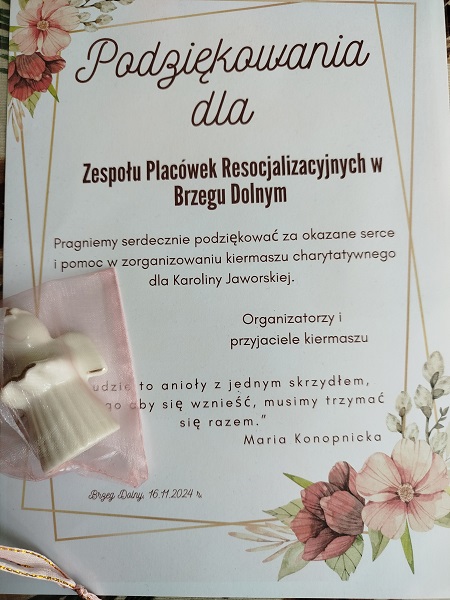 Podziękowania
dla
Zespołu Placówek Resocjalizacyjnych w
Brzegu Dolnym
Pragniemy serdecznie podziękować za okazane serce
i pomoc w zorganizowaniu kiermaszu charytatywnego
dla Karoliny Jaworskiej.
Organizatorzy i
przyjaciele kiermaszu
to anioły z jednym skrzydłem,
aby się wznieść, musimy trzymać
się razem.”
Maria Konopnicka
Brzeg Dolny, 16.11.2024 r.